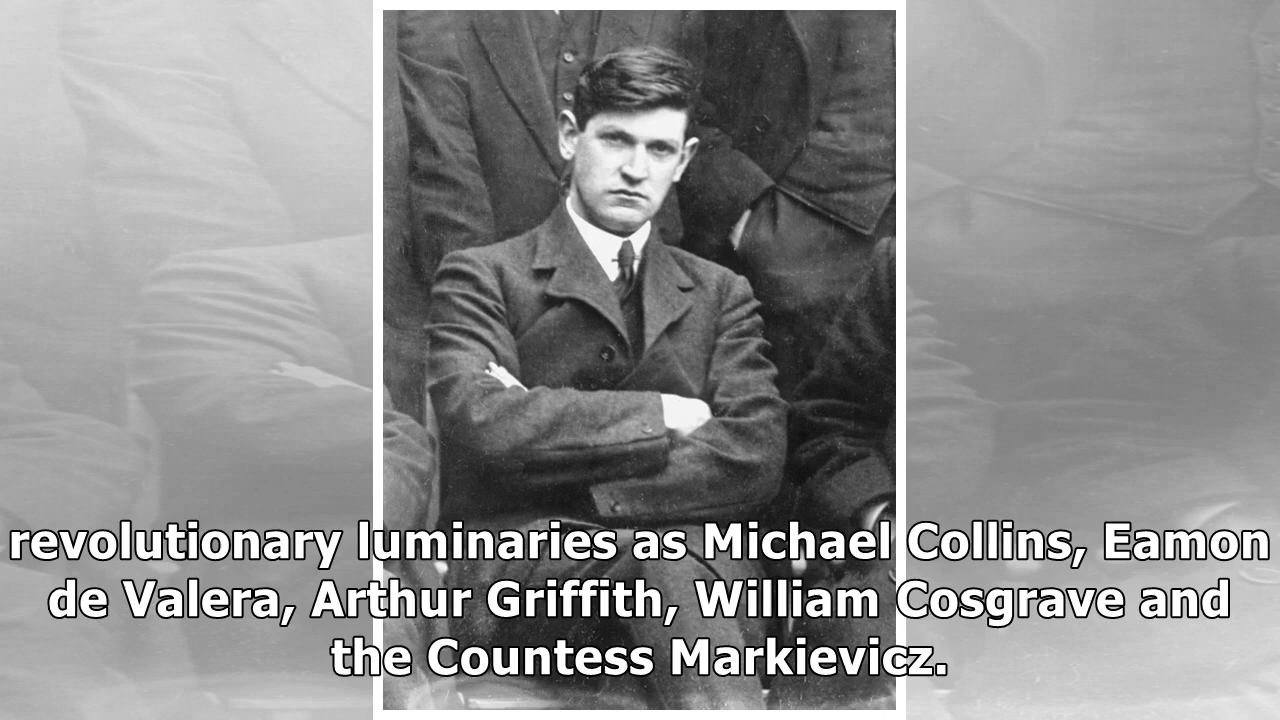 revolutionary luminaries as Michael Collins, Eamon
de Valera, Arthur Griffith, William Cosgrave and
the Countess Markievicz.